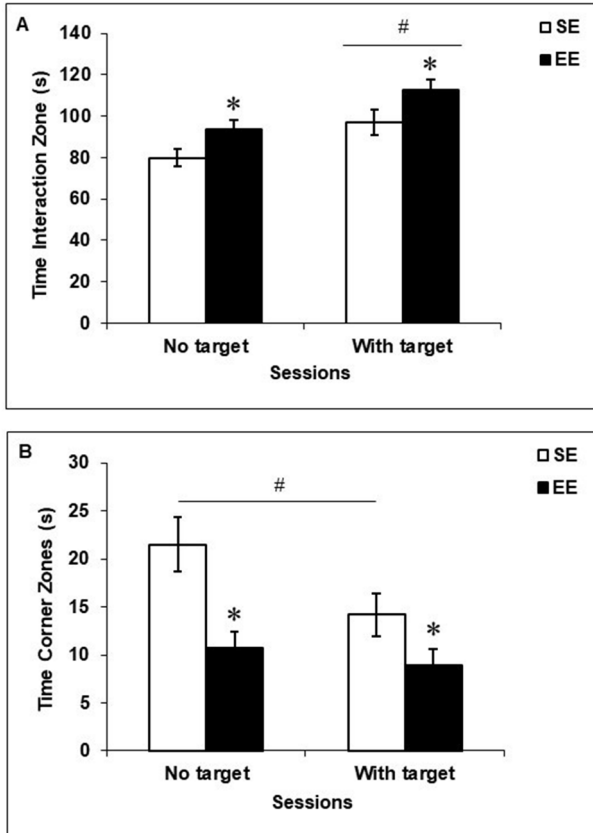 A
SE
EE
#
140
120
100
80
60
40
20
0
Time Interaction Zone (s)
*
*
No target
With target
Sessions
B
SE
EE
#
30
25
20
15
10
5
0
Time Corner Zones (s)
*
*
No target
With target
Sessions